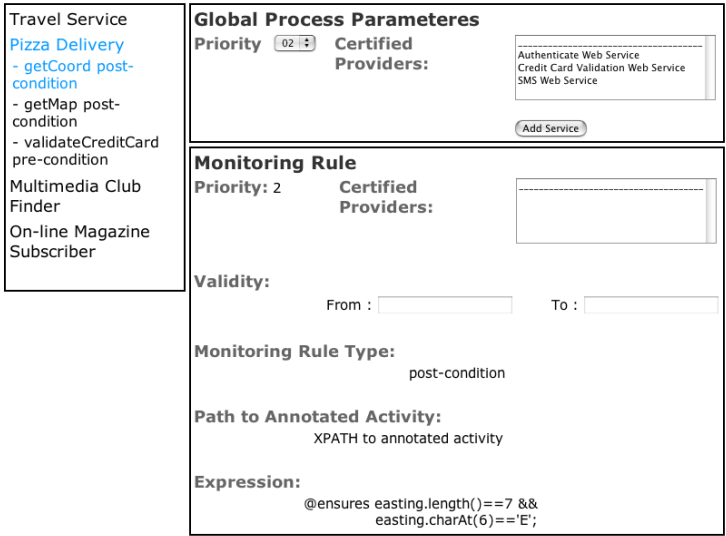 Travel Service
Pizza Delivery
- getCoord post-
condition
- getMap post-
condition
- validateCreditCard
pre-condition
Multimedia Club
Finder
On-line Magazine
Subscriber
Global Process Parameteres
Priority 02 Certified
Providers:
------------------------------------
Authenticate Web Service
Credit Card Validation Web Service
SMS Web Service
Add Service
Monitoring Rule
Priority: 2 Certified
Providers:
------------------------------------
Validity:
From : To :
Monitoring Rule Type:
post-condition
Path to Annotated Activity:
XPATH to annotated activity
Expression:
@ensures easting.length()==7 &&
easting.charAt(6)=='E';